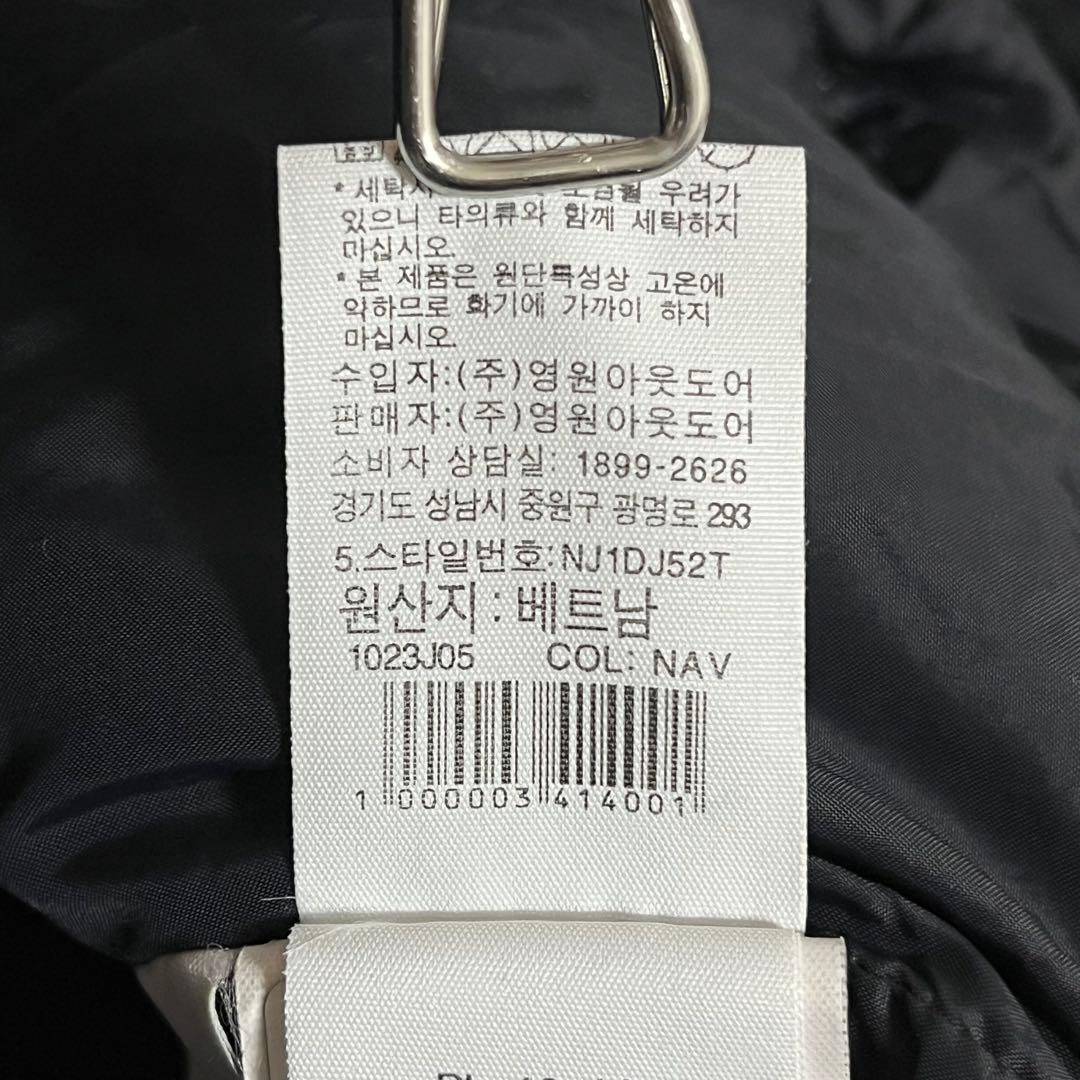 * 세탁시 오염될 우려가
있으니 타의류와 함께 세탁하지
마십시오.
* 본 제품은 원단특성상 고온에
약하므로 화기에 가까이 하지
마십시오.
수입자:(주)영원아웃도어
판매자:(주)영원아웃도어
소비자 상담실: 1899-2626
경기도 성남시 중원구 광명로 293
5.스타일번호:NJ1DJ52T
원산지:베트남
1023J05 COL: NAV
1 000003 414001